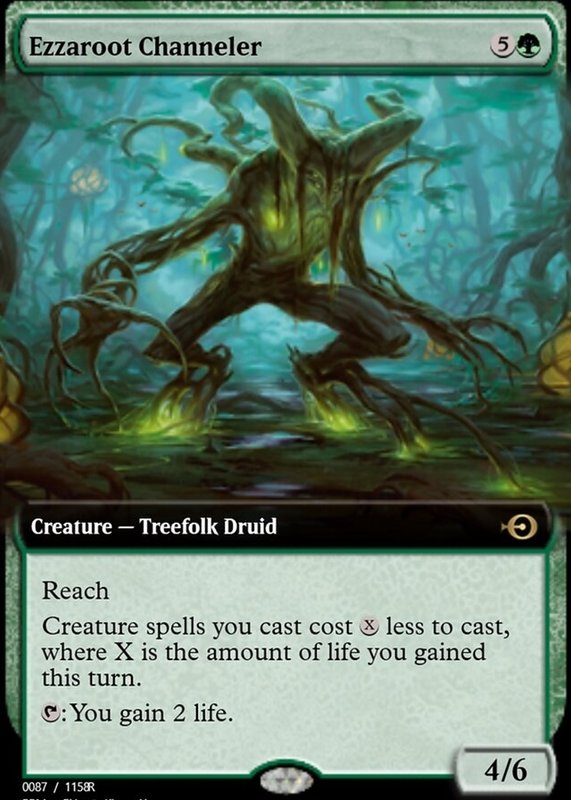 Ezzaroot Channeler 5
Creature — Treefolk Druid
Reach
Creature spells you cast cost X less to cast,
where X is the amount of life you gained
this turn.
: You gain 2 life.
4/6
0087 / 1158R